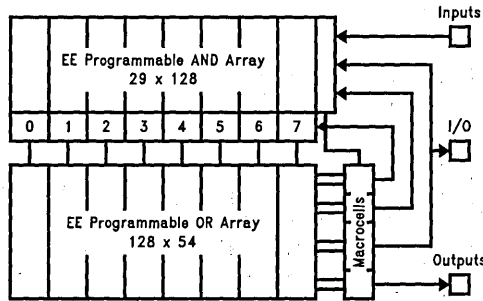 Inputs
EE Programmable AND Array
29 x 128
0 1 2 3 4 5 6 7
I/O
EE Programmable OR Array
128 x 54
Macrocells
Outputs